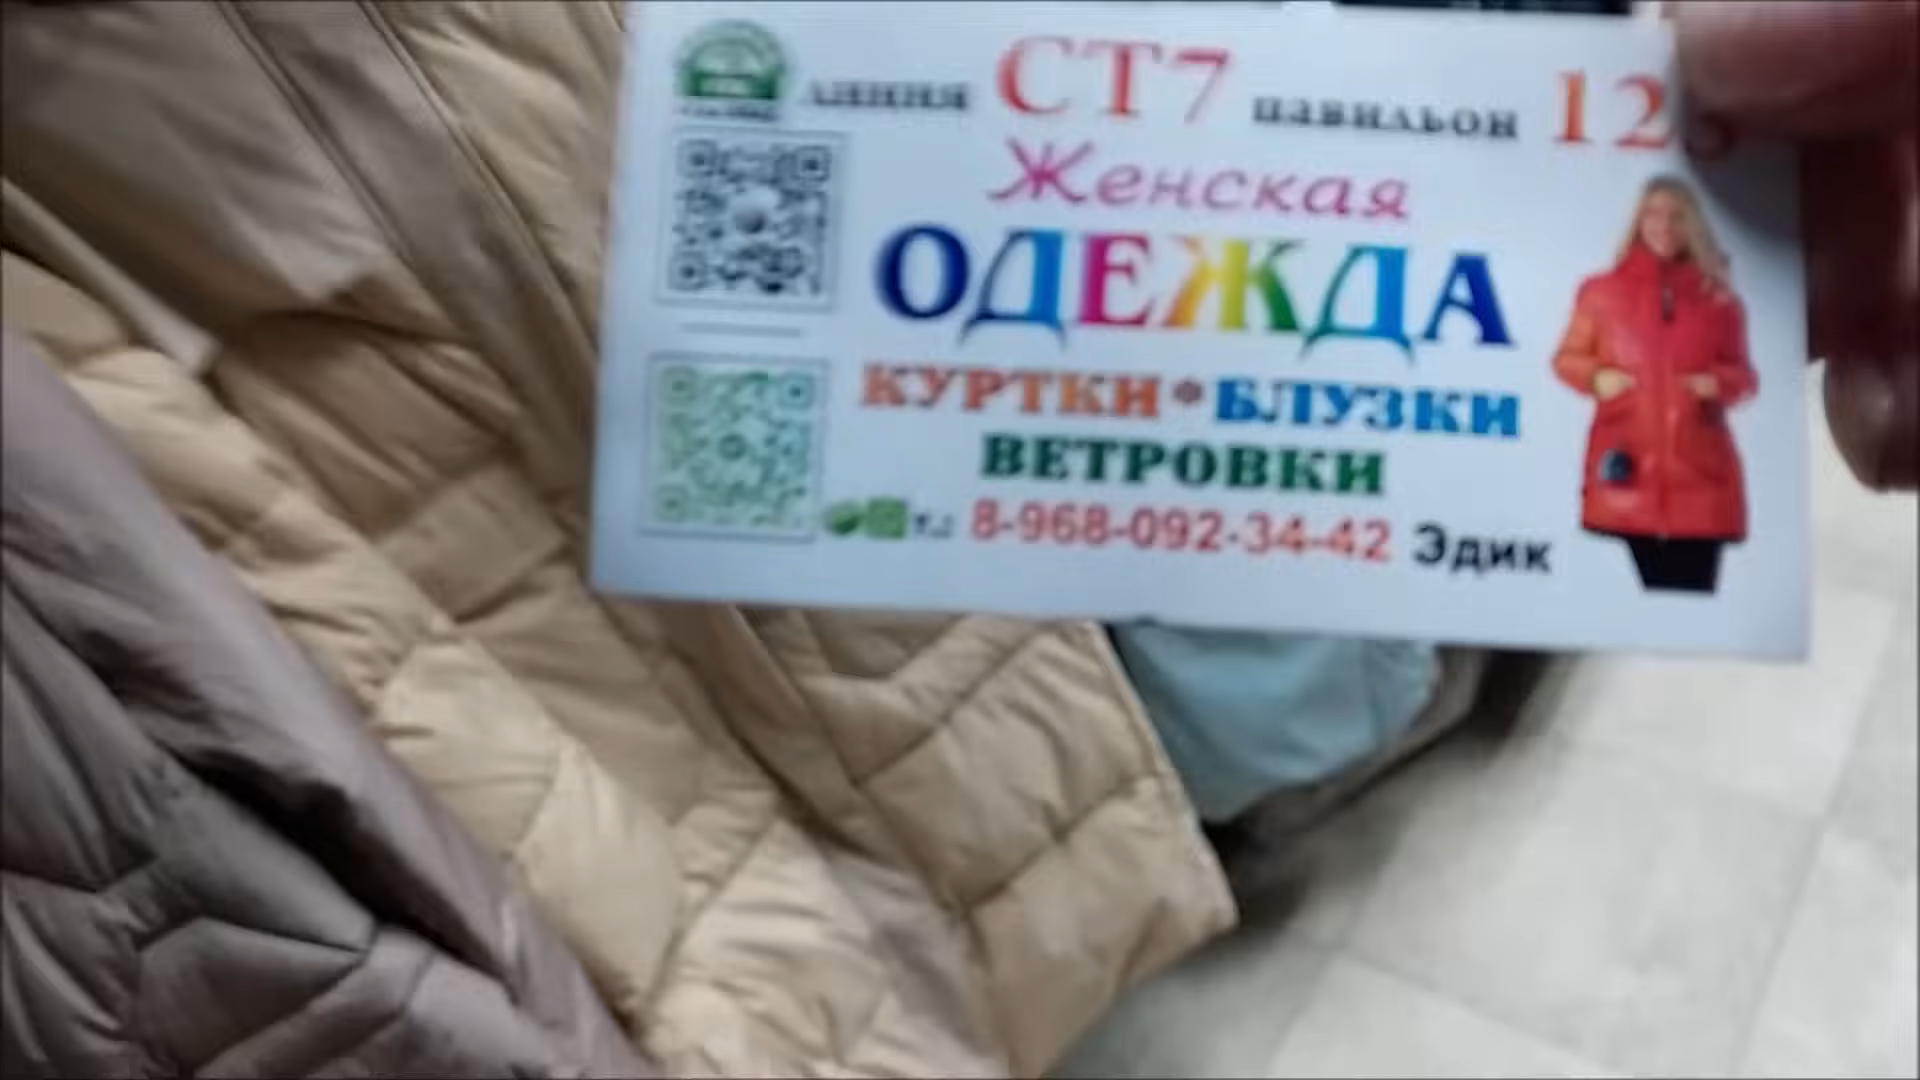 линия СТ7 павильон 12
Женская
ОДЕЖДА
КУРТКИ * БЛУЗКИ
ВЕТРОВКИ
т.: 8-968-092-34-42 Эдик